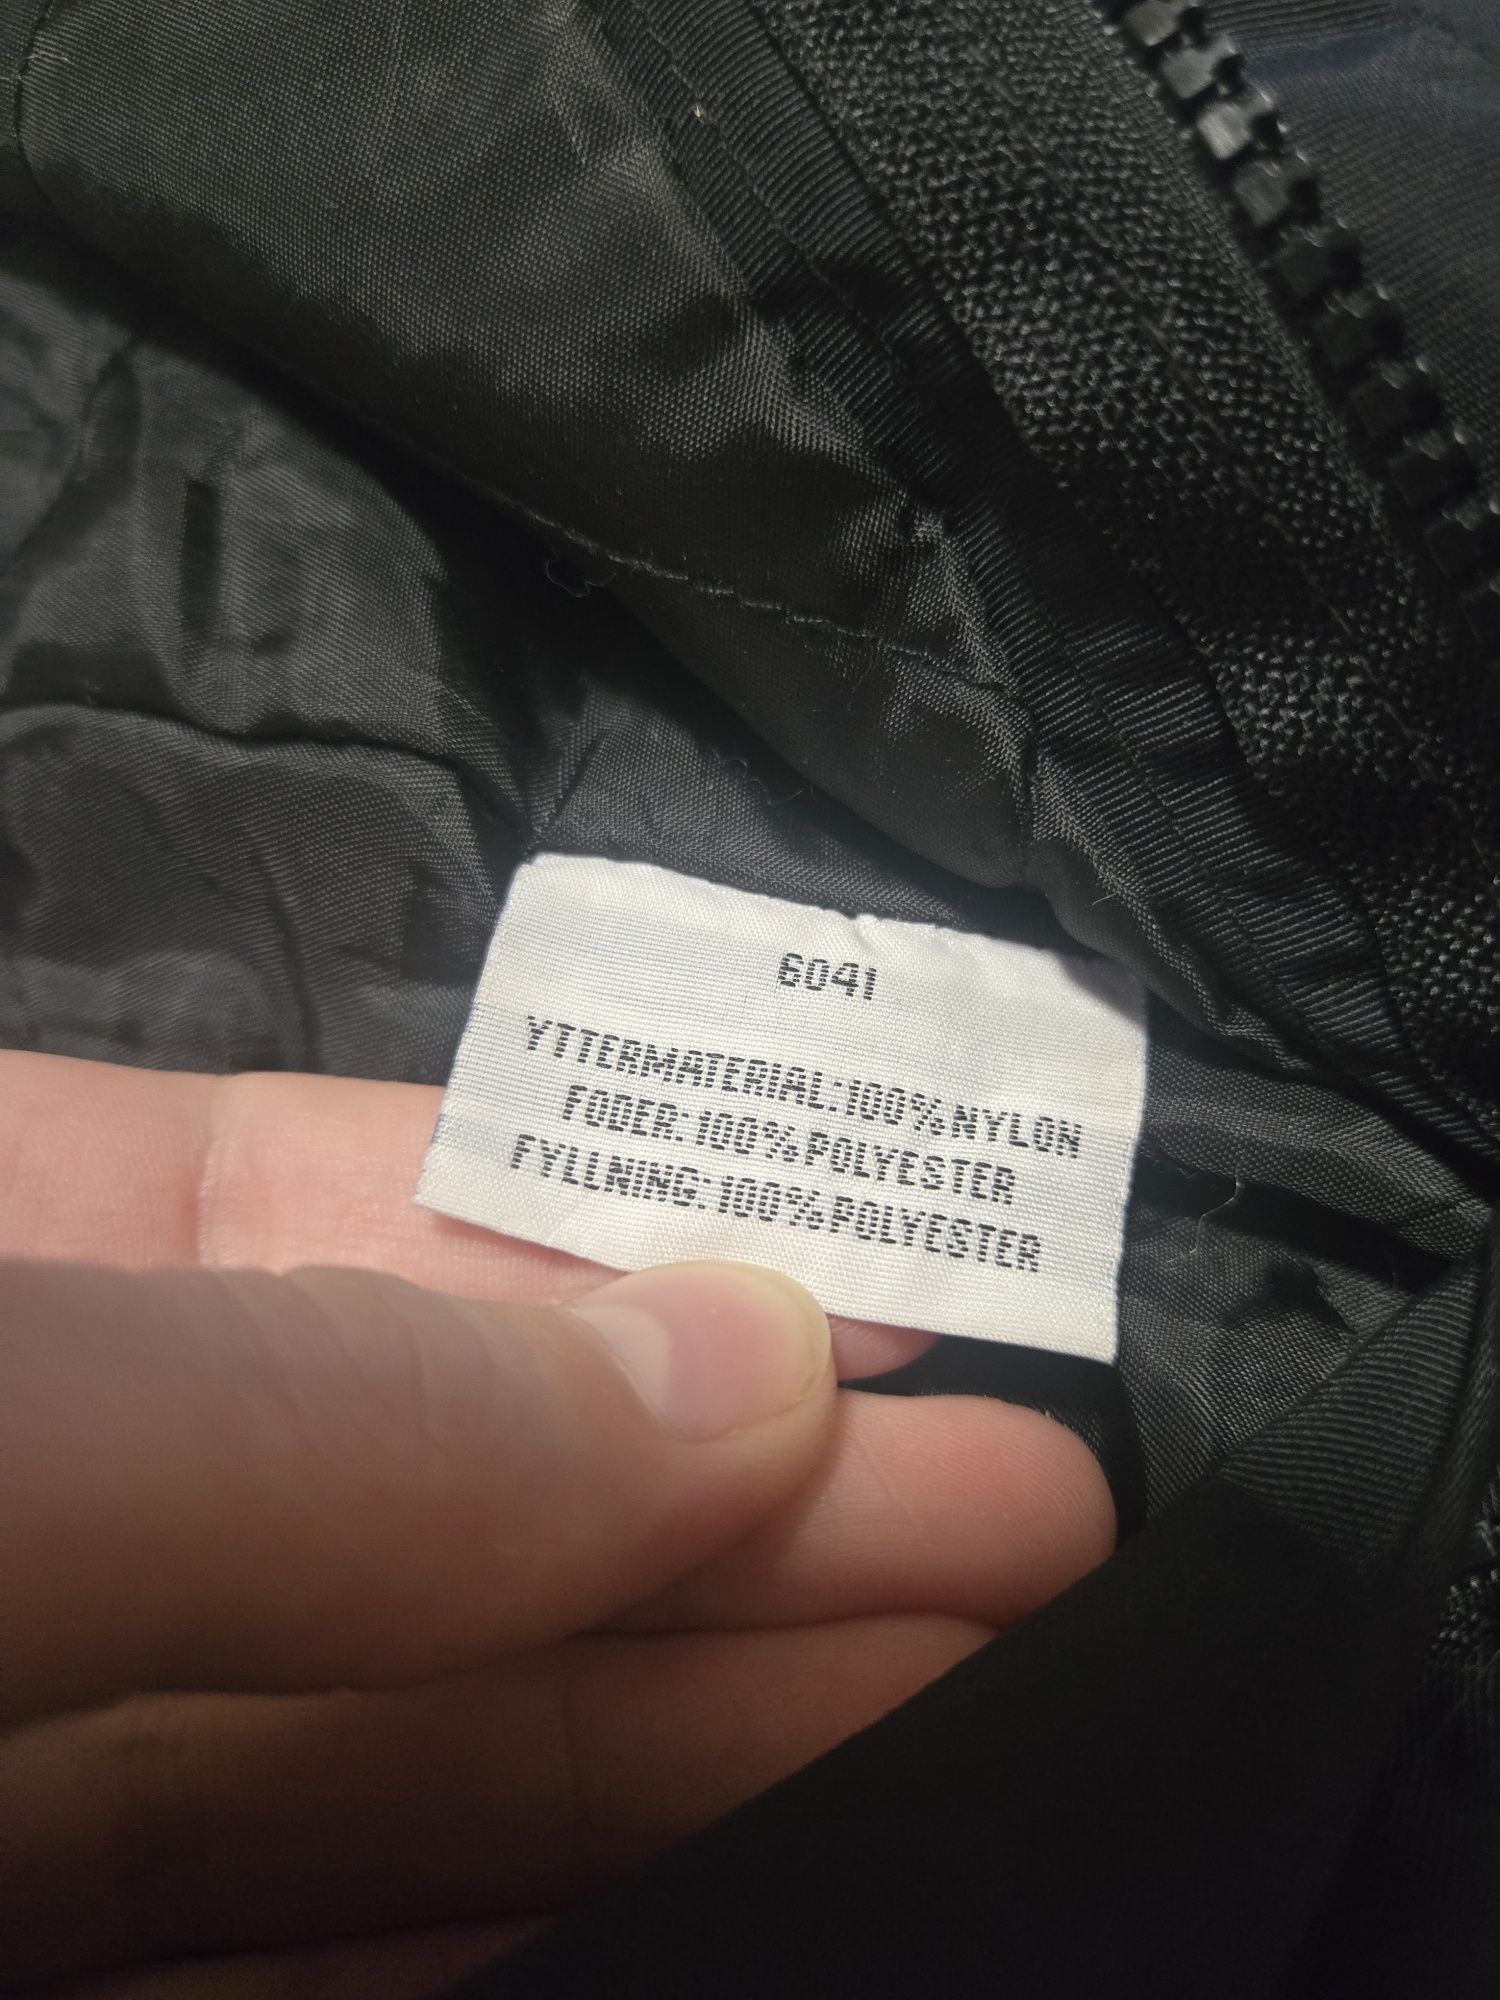 6041
YTTERMATERIAL:100%NYLON
FODER:100%POLYESTER
FYLLNING:100%POLYESTER